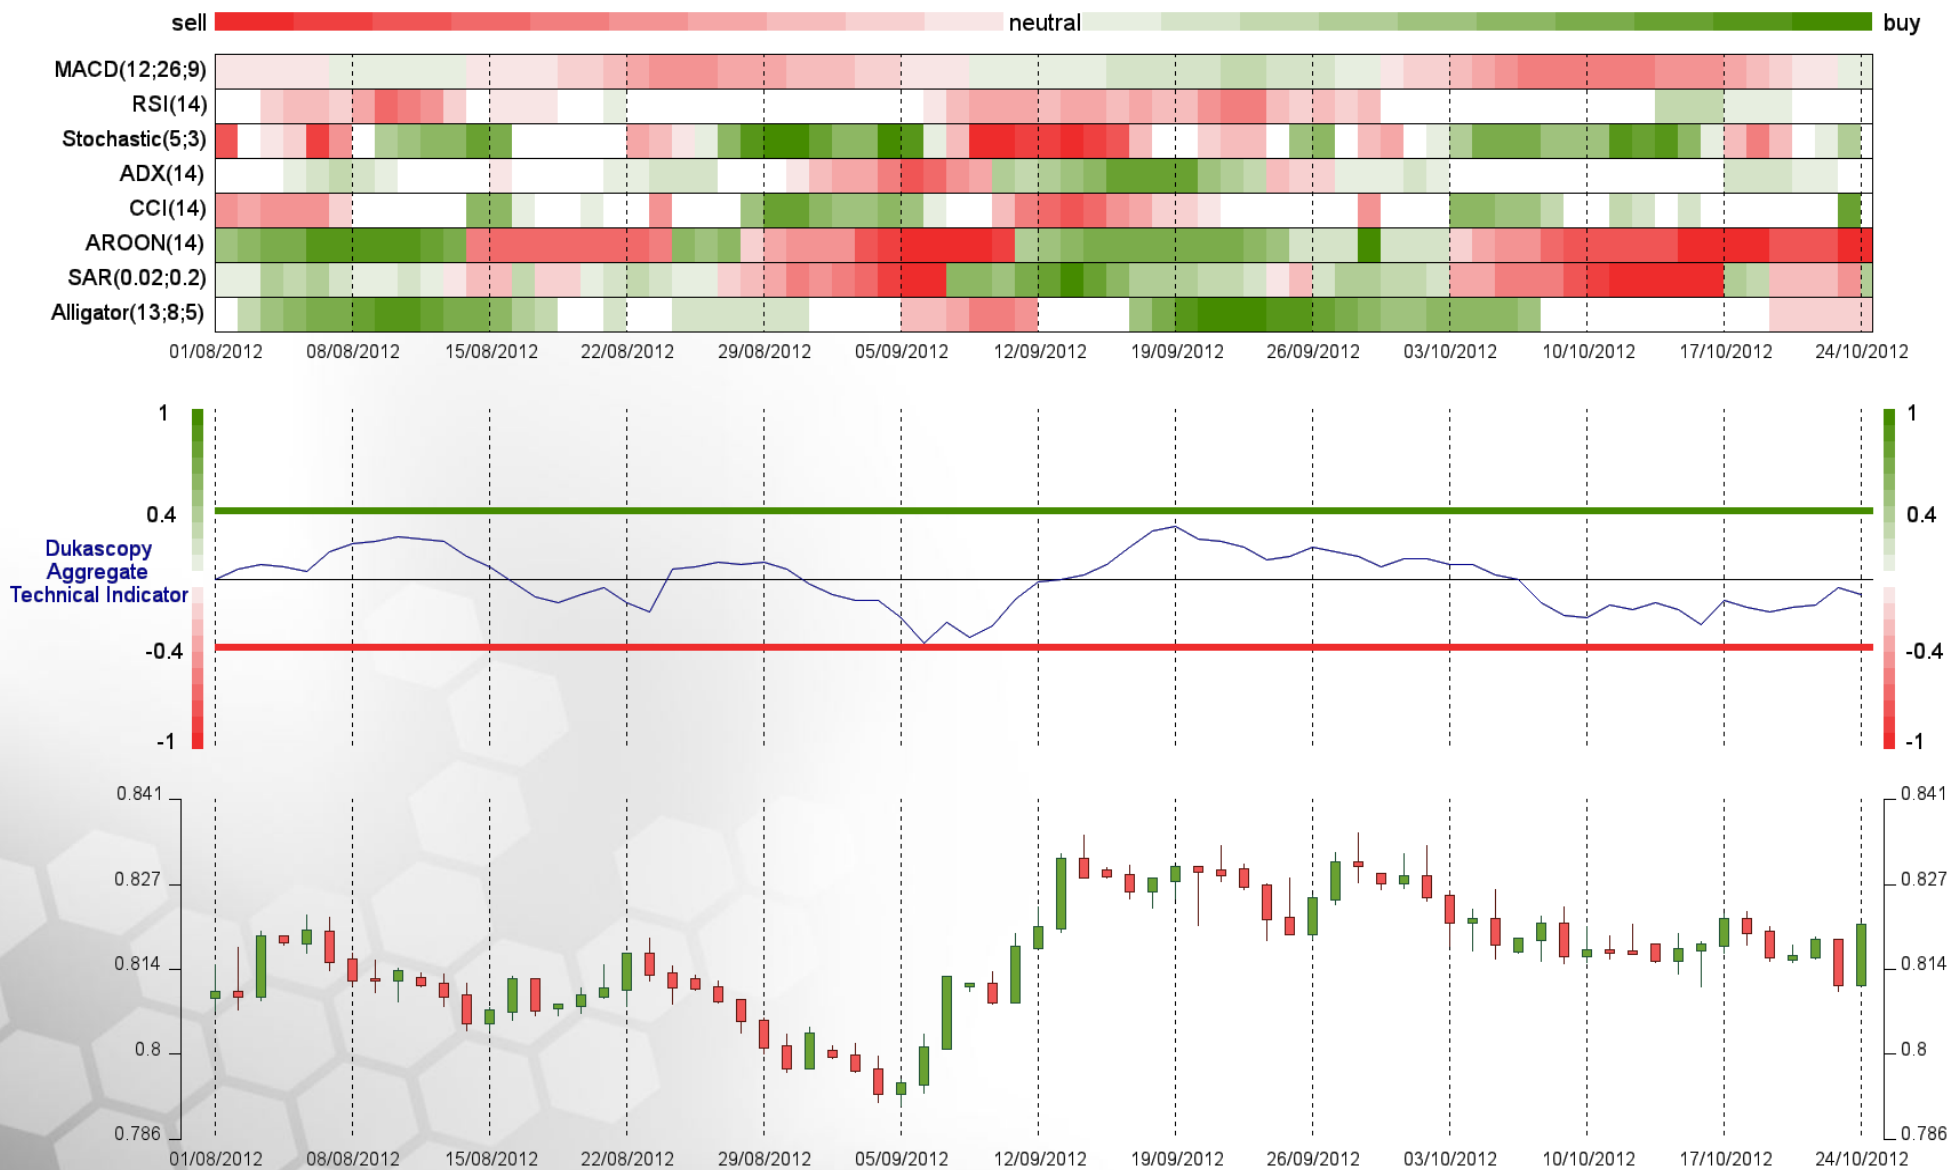 sell neutral buy
MACD(12;26;9)
RSI(14)
Stochastic(5;3)
ADX(14)
CCI(14)
AROON(14)
SAR(0.02;0.2)
Alligator(13;8;5)
01/08/2012 08/08/2012 15/08/2012 22/08/2012 29/08/2012 05/09/2012 12/09/2012 19/09/2012 26/09/2012 03/10/2012 10/10/2012 17/10/2012 24/10/2012
1 1
0.4 0.4
Dukascopy
Aggregate
Technical Indicator
-0.4 -0.4
-1 -1
0.841 0.841
0.827 0.827
0.814 0.814
0.8 0.8
0.786 0.786
01/08/2012 08/08/2012 15/08/2012 22/08/2012 29/08/2012 05/09/2012 12/09/2012 19/09/2012 26/09/2012 03/10/2012 10/10/2012 17/10/2012 24/10/2012